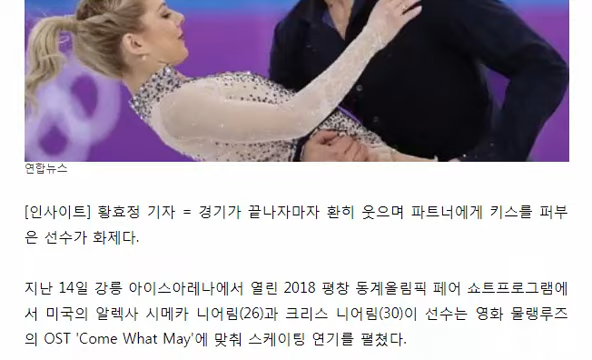 연합뉴스
[인사이트] 황효정 기자 = 경기가 끝나자마자 환히 웃으며 파트너에게 키스를 퍼부
은 선수가 화제다.
지난 14일 강릉 아이스아레나에서 열린 2018 평창 동계올림픽 페어 쇼트프로그램에
서 미국의 알렉사 시메카 니어림(26)과 크리스 니어림(30)이 선수는 영화 물랭루즈
의 OST 'Come What May'에 맞춰 스케이팅 연기를 펼쳤다.